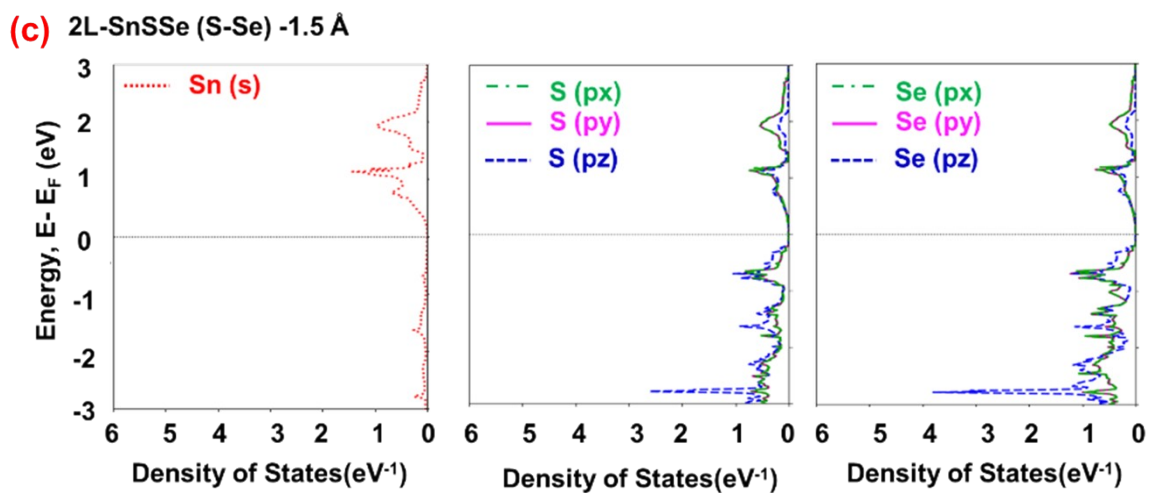 (c) 2L-SnSSe (S-Se) -1.5 Å
Energy, E- E_F (eV)
3
2
1
0
-1
-2
-3
Sn (s)
6 5 4 3 2 1 0
Density of States(eV⁻¹)
S (px)
S (py)
S (pz)
6 5 4 3 2 1 0
Density of States(eV⁻¹)
Se (px)
Se (py)
Se (pz)
6 5 4 3 2 1 0
Density of States(eV⁻¹)